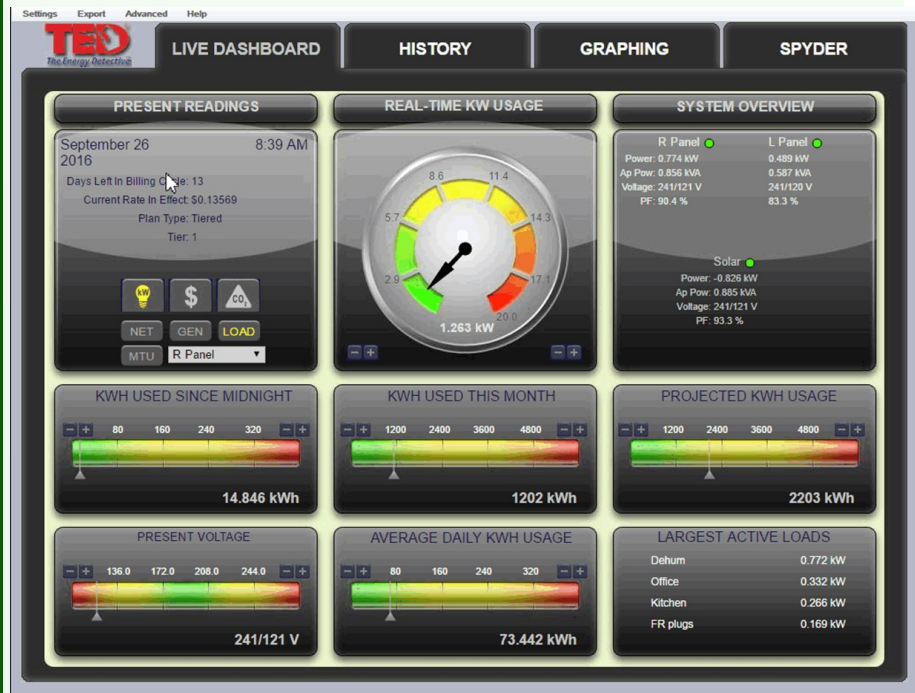 Settings Export Advanced Help
TED
The Energy Detective
LIVE DASHBOARD
HISTORY
GRAPHING
SPYDER
PRESENT READINGS
September 26 8:39 AM
2016
Days Left In Billing Cycle: 13
Current Rate In Effect: $0.13569
Plan Type: Tiered
Tier: 1
kW $ CO2
NET GEN LOAD
MTU R Panel
REAL-TIME KW USAGE
8.6 11.4
5.7 14.3
2.9 17.1
20.0
1.263 kW
- + - +
SYSTEM OVERVIEW
R Panel L Panel
Power: 0.774 kW 0.489 kW
Ap Pow: 0.856 kVA 0.587 kVA
Voltage: 241/121 V 241/120 V
PF: 90.4 % 83.3 %
Solar
Power: -0.826 kW
Ap Pow: 0.885 kVA
Voltage: 241/121 V
PF: 93.3 %
KWH USED SINCE MIDNIGHT
- + 80 160 240 320 - +
14.846 kWh
KWH USED THIS MONTH
- + 1200 2400 3600 4800 - +
1202 kWh
PROJECTED KWH USAGE
- + 1200 2400 3600 4800 - +
2203 kWh
PRESENT VOLTAGE
- + 136.0 172.0 208.0 244.0 - +
241/121 V
AVERAGE DAILY KWH USAGE
- + 80 160 240 320 - +
73.442 kWh
LARGEST ACTIVE LOADS
Dehum 0.772 kW
Office 0.332 kW
Kitchen 0.266 kW
FR plugs 0.169 kW